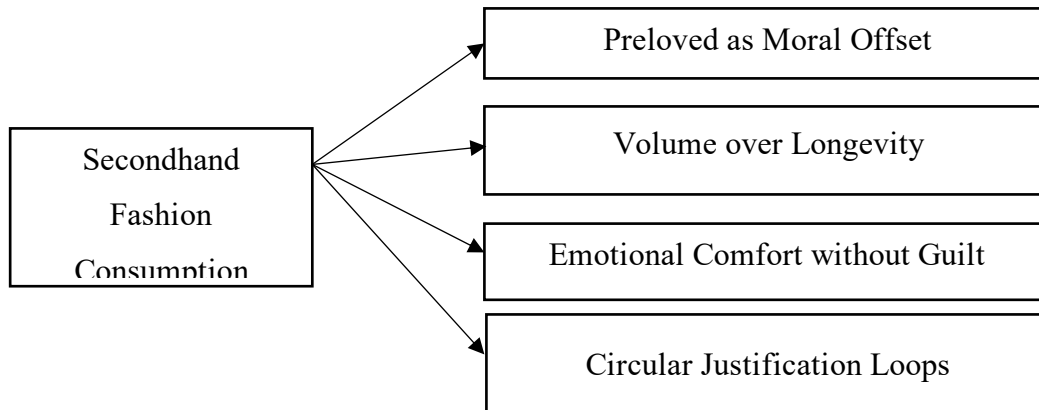 Secondhand
Fashion
Consumption
Preloved as Moral Offset
Volume over Longevity
Emotional Comfort without Guilt
Circular Justification Loops